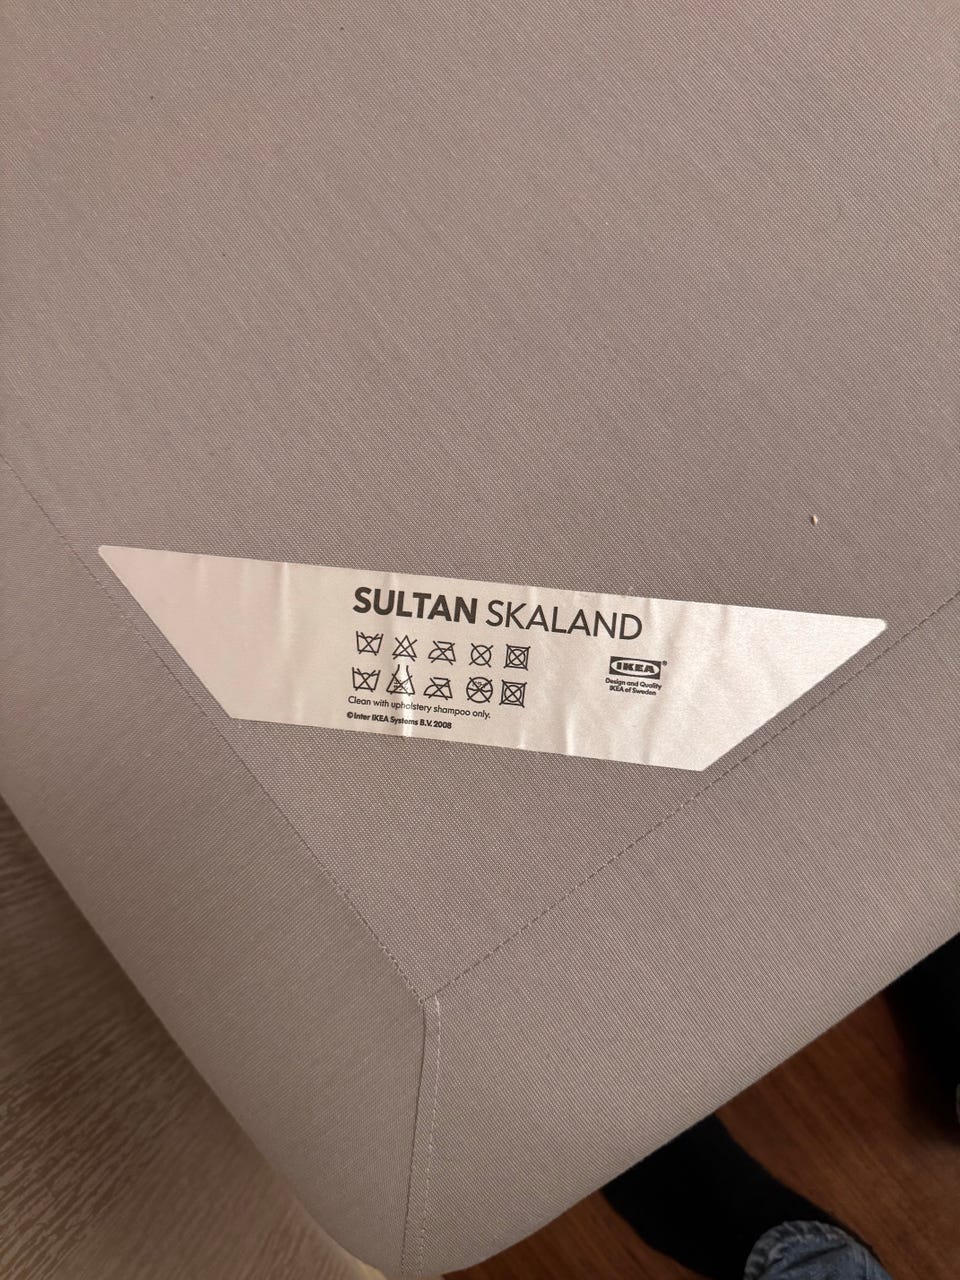 SULTAN SKALAND
IKEA®
Design and Quality
IKEA of Sweden
Clean with upholstery shampoo only.
©Inter IKEA Systems B.V. 2008